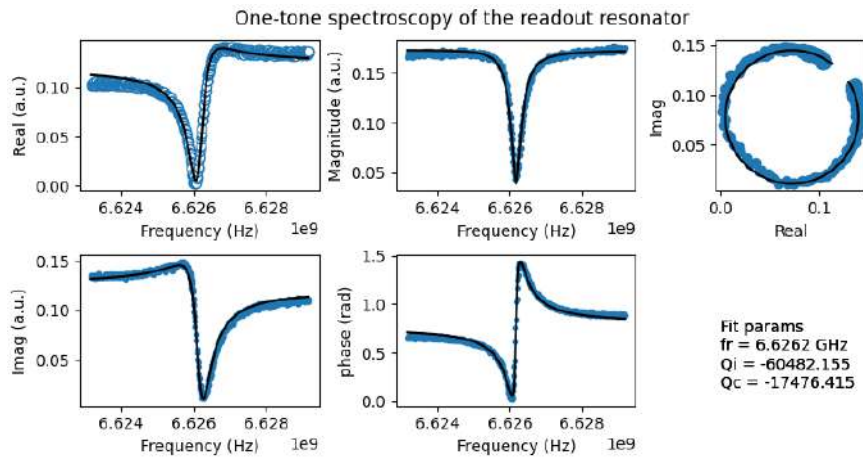 One-tone spectroscopy of the readout resonator
Real (a.u.)
0.10
0.05
0.00
6.624 6.626 6.628
Frequency (Hz) 1e9
Magnitude (a.u.)
0.15
0.10
0.05
6.624 6.626 6.628
Frequency (Hz) 1e9
Imag
0.15
0.10
0.05
0.0 0.1
Real
Imag (a.u.)
0.15
0.10
0.05
6.624 6.626 6.628
Frequency (Hz) 1e9
phase (rad)
1.5
1.0
0.5
0.0
6.624 6.626 6.628
Frequency (Hz) 1e9
Fit params
fr = 6.6262 GHz
Qi = -60482.155
Qc = -17476.415